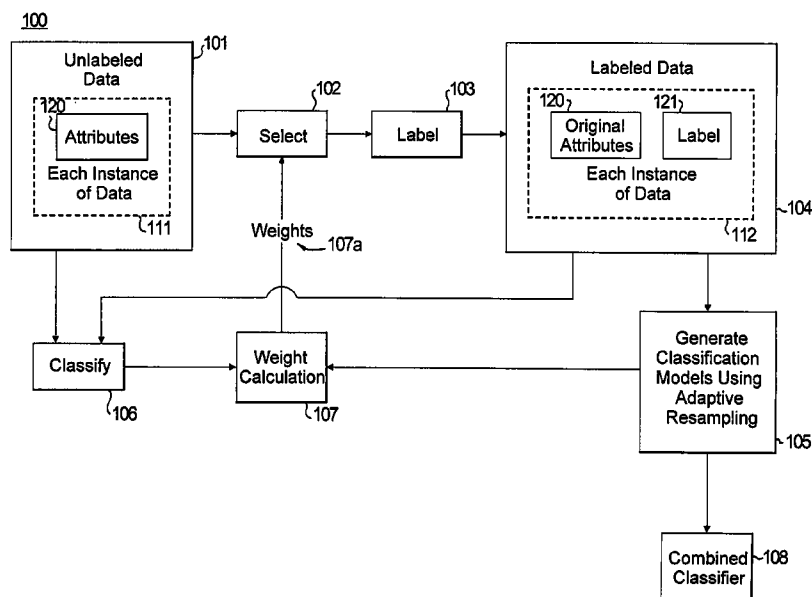 100
101
Unlabeled
Data
120
Attributes
Each Instance
of Data
111
102
Select
103
Label
Labeled Data
120
Original
Attributes
121
Label
Each Instance
of Data
112
104
Weights
107a
Classify
106
Weight
Calculation
107
Generate
Classification
Models Using
Adaptive
Resampling
105
Combined
Classifier
108